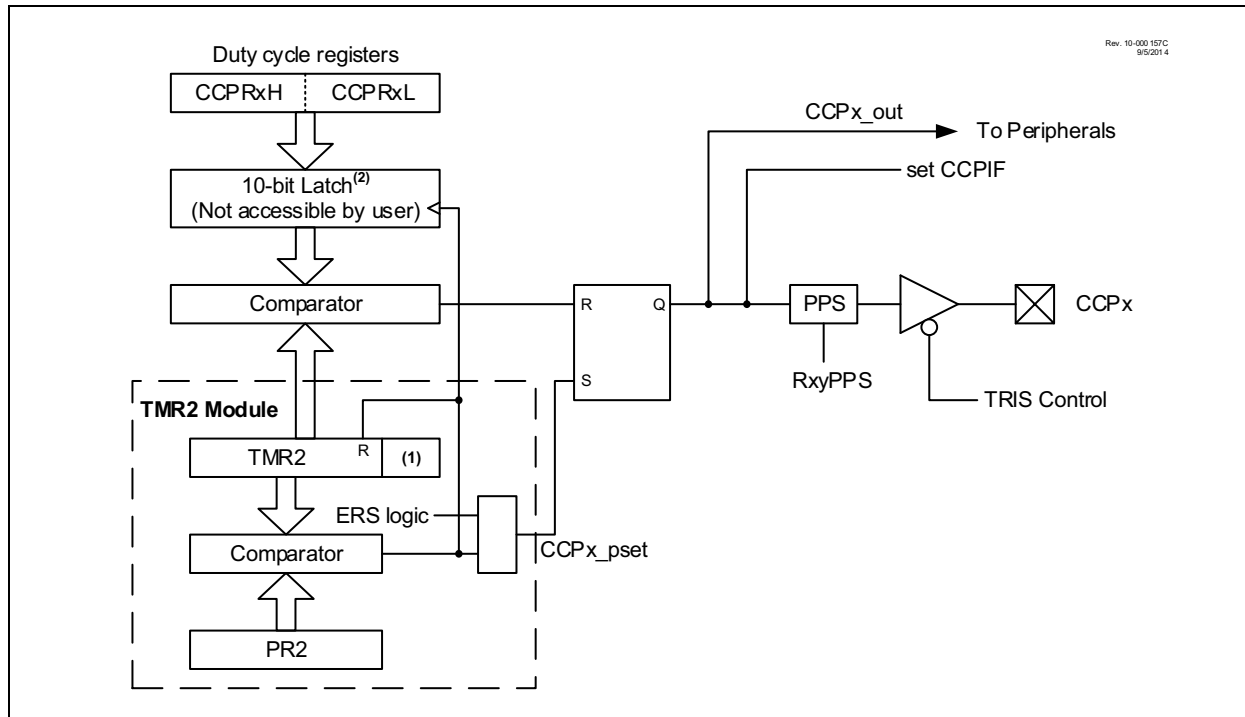 Rev. 10-000 157C
9/5/201 4
Duty cycle registers
CCPRxH CCPRxL
CCPx_out
To Peripherals
set CCPIF
10-bit Latch(2)
(Not accessible by user)
Comparator
R Q
S
PPS
CCPx
RxyPPS
TRIS Control
TMR2 Module
TMR2 R (1)
ERS logic
Comparator
CCPx_pset
PR2